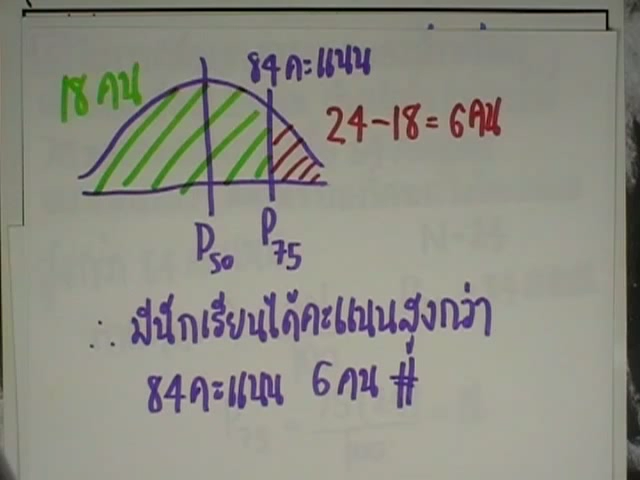 18 คน
84 คะแนน
24-18 = 6 คน
P50
P75
∴ มีนักเรียนได้คะแนนสูงกว่า
84 คะแนน 6 คน #